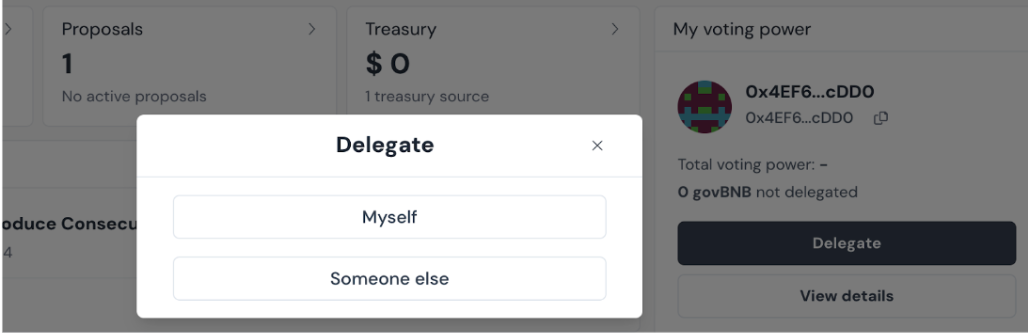 Proposals
1
No active proposals
Treasury
$ 0
1 treasury source
My voting power
0x4EF6...cDD0
0x4EF6...cDD0
Total voting power: –
0 govBNB not delegated
Delegate
View details
oduce Consecu
4
Delegate
Myself
Someone else